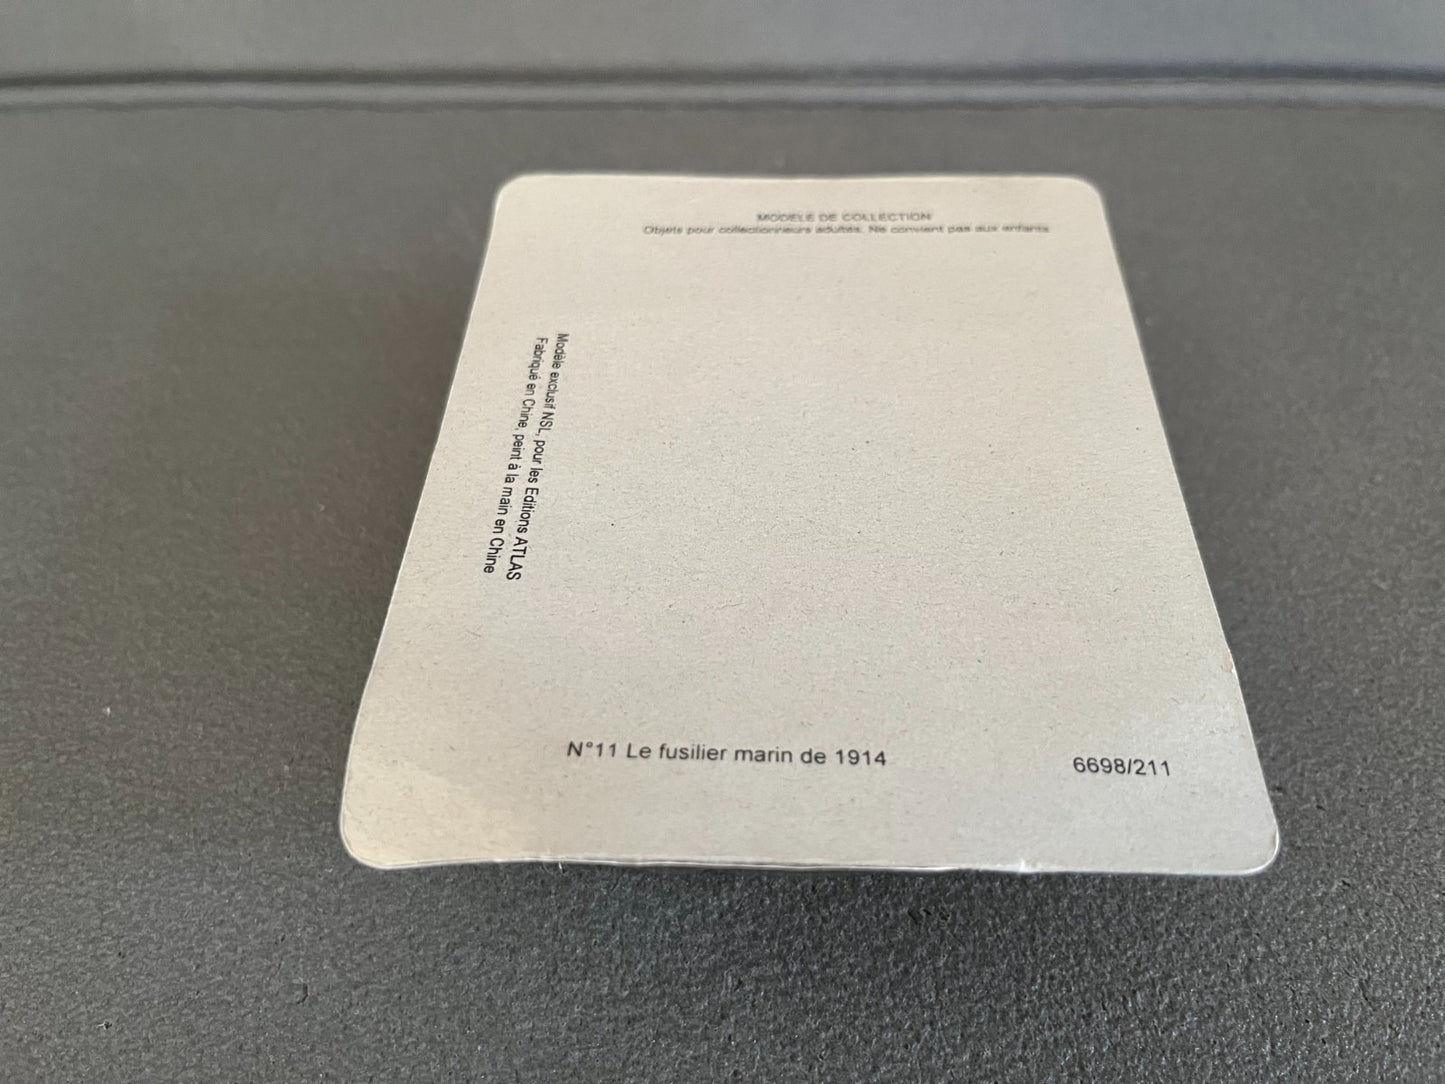 MODELE DE COLLECTION
Objets pour collectionneurs adultes. Ne convient pas aux enfants
Modèle exclusif NSL, pour les Editions ATLAS
Fabriqué en Chine, peint à la main en Chine
N°11 Le fusilier marin de 1914
6698/211